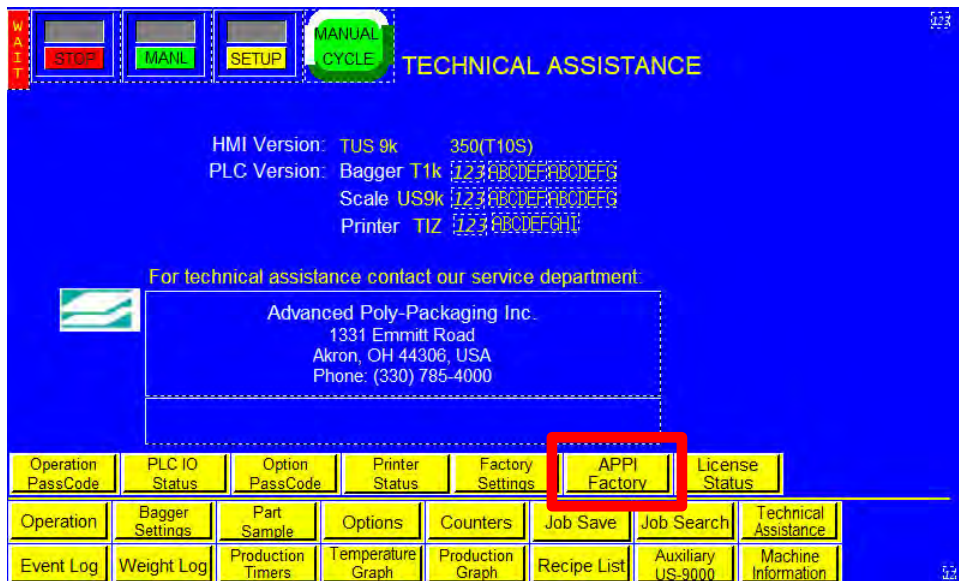 WAIT
STOP
MANL
SETUP
MANUAL
CYCLE
TECHNICAL ASSISTANCE
123
HMI Version: TUS 9k 350(T10S)
PLC Version: Bagger T1k 123 ABCDEFABCDEFG
Scale US9k 123 ABCDEFABCDEFG
Printer TIZ 123 ABCDEFGHI
For technical assistance contact our service department:
Advanced Poly-Packaging Inc.
1331 Emmitt Road
Akron, OH 44306, USA
Phone: (330) 785-4000
Operation PassCode
PLC IO Status
Option PassCode
Printer Status
Factory Settings
APPI Factory
License Status
Operation
Bagger Settings
Part Sample
Options
Counters
Job Save
Job Search
Technical Assistance
Event Log
Weight Log
Production Timers
Temperature Graph
Production Graph
Recipe List
Auxiliary US-9000
Machine Information